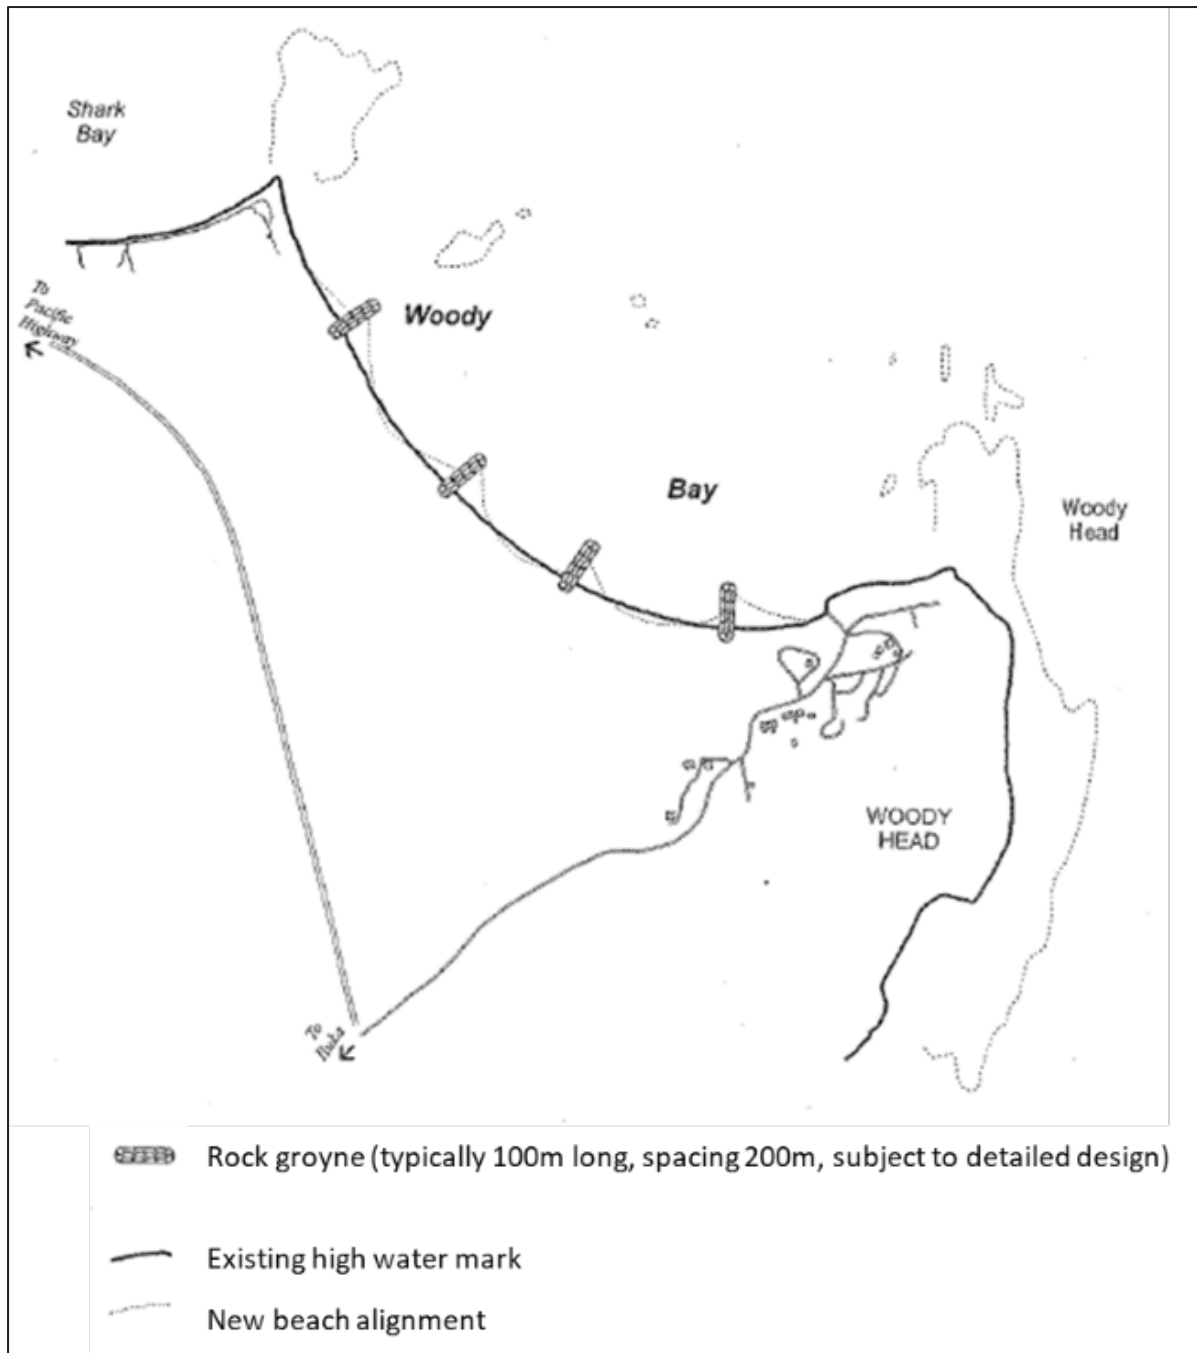 Shark
Bay
To
Pacific
Highway
Woody
Bay
Woody
Head
WOODY
HEAD
To
Iluka
Rock groyne (typically 100m long, spacing 200m, subject to detailed design)
Existing high water mark
New beach alignment